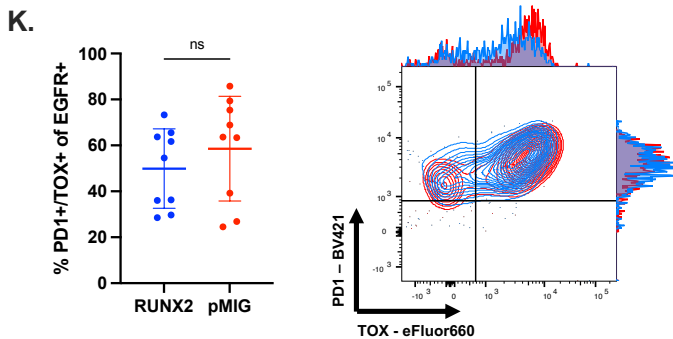 K.
ns
100
80
60
40
20
0
% PD1+/TOX+ of EGFR+
RUNX2 pMIG
10 5
10 4
10 3
0
-10 3
PD1 – BV421
-10 3 0 10 3 10 4 10 5
TOX - eFluor660